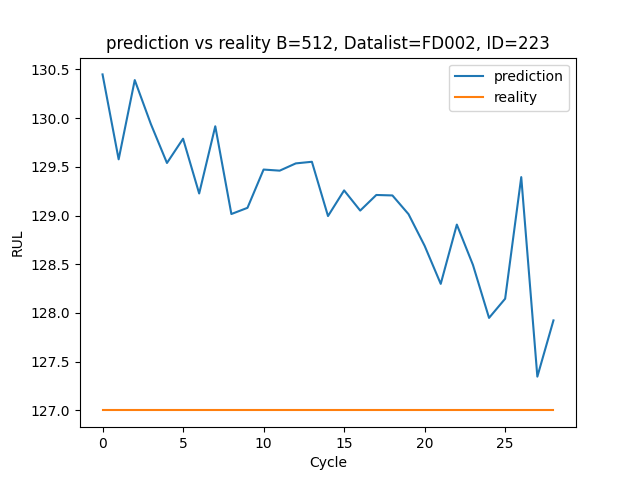 prediction vs reality B=512, Datalist=FD002, ID=223
130.5
130.0
129.5
129.0
128.5
128.0
127.5
127.0
RUL
prediction
reality
0 5 10 15 20 25
Cycle